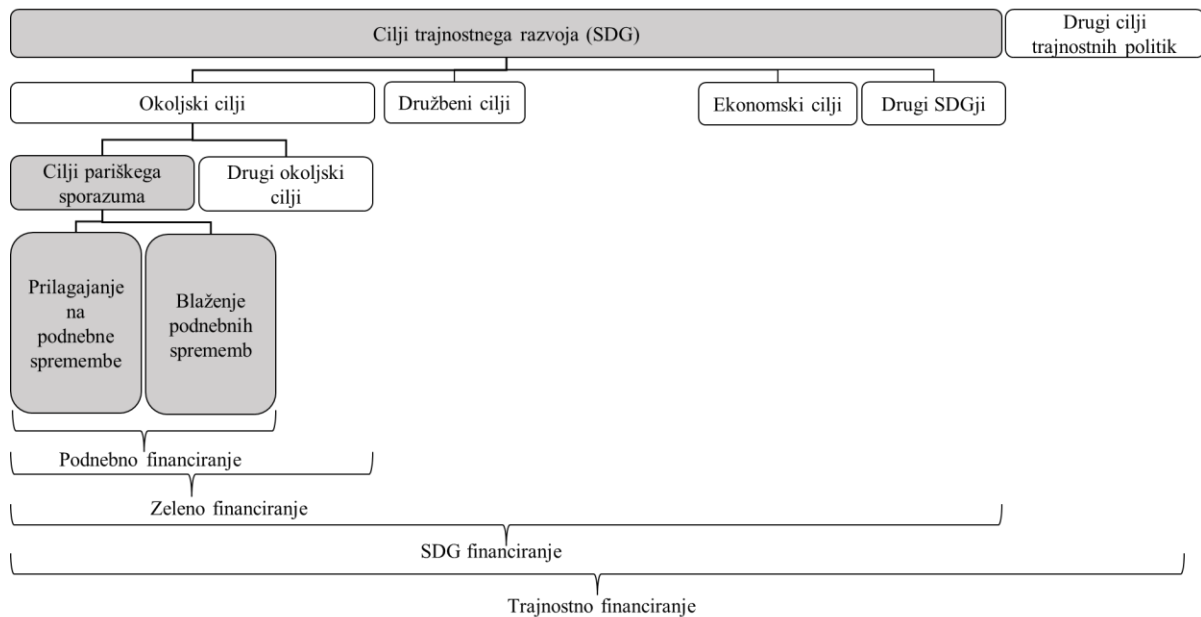 Cilji trajnostnega razvoja (SDG)
Drugi cilji
trajnostnih politik
Okoljski cilji
Družbeni cilji
Ekonomski cilji
Drugi SDGji
Cilji pariškega
sporazuma
Drugi okoljski
cilji
Prilagajanje
na
podnebne
spremembe
Blaženje
podnebnih
sprememb
Podnebno financiranje
Zeleno financiranje
SDG financiranje
Trajnostno financiranje